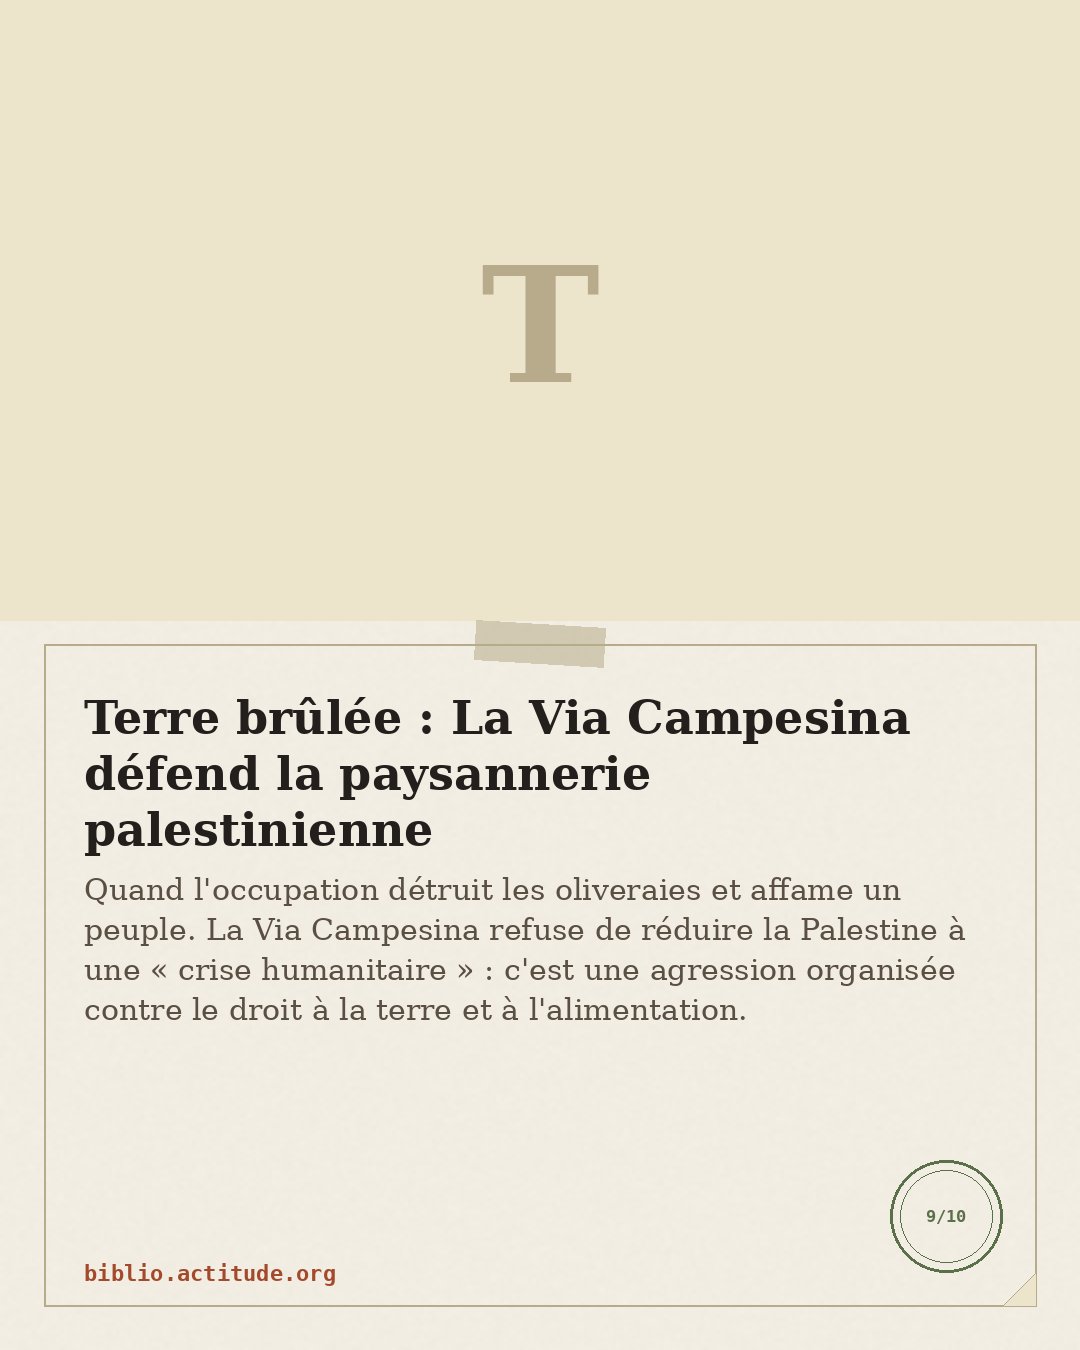 T
Terre brûlée : La Via Campesina
défend la paysannerie
palestinienne
Quand l'occupation détruit les oliveraies et affame un
peuple. La Via Campesina refuse de réduire la Palestine à
une « crise humanitaire » : c'est une agression organisée
contre le droit à la terre et à l'alimentation.
9/10
biblio.actitude.org